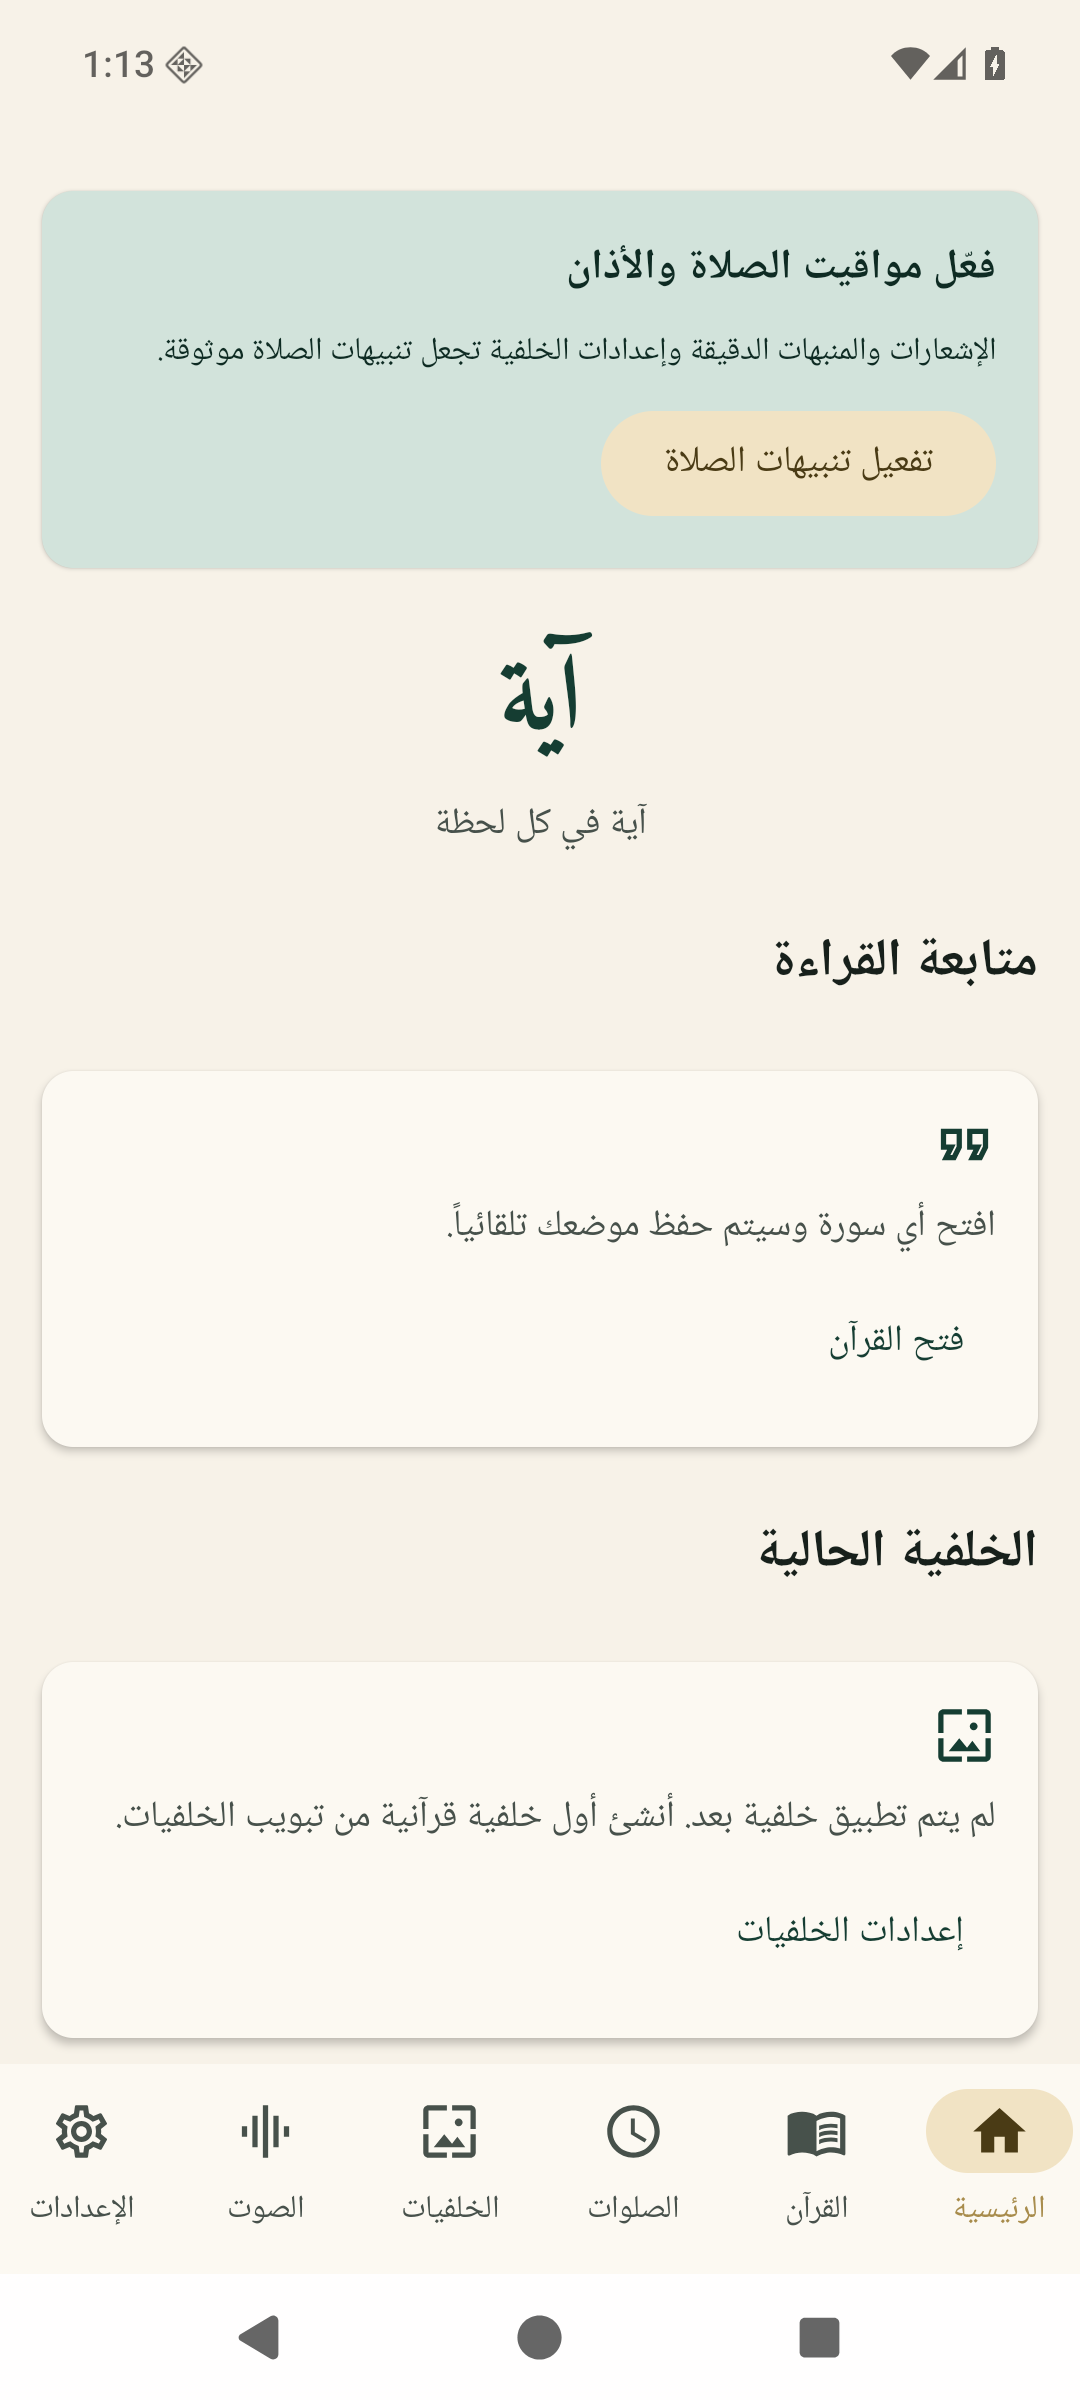 1:13
فعّل مواقيت الصلاة والأذان
الإشعارات والمنبهات الدقيقة وإعدادات الخلفية تجعل تنبيهات الصلاة موثوقة.
تفعيل تنبيهات الصلاة
آية
آية في كل لحظة
متابعة القراءة
افتح أي سورة وسيتم حفظ موضعك تلقائياً.
فتح القرآن
الخلفية الحالية
لم يتم تطبيق خلفية بعد. أنشئ أول خلفية قرآنية من تبويب الخلفيات.
إعدادات الخلفيات
الرئيسية
القرآن
الصلوات
الخلفيات
الصوت
الإعدادات